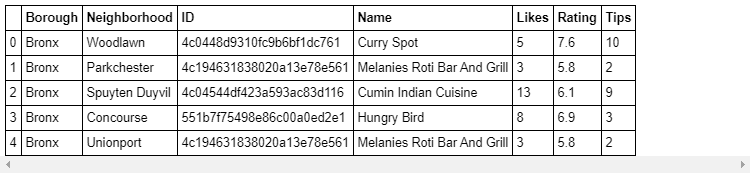 Borough Neighborhood ID Name Likes Rating Tips
0 Bronx Woodlawn 4c0448d9310fc9b6bf1dc761 Curry Spot 5 7.6 10
1 Bronx Parkchester 4c194631838020a13e78e561 Melanies Roti Bar And Grill 3 5.8 2
2 Bronx Spuyten Duyvil 4c04544df423a593ac83d116 Cumin Indian Cuisine 13 6.1 9
3 Bronx Concourse 551b7f75498e86c00a0ed2e1 Hungry Bird 8 6.9 3
4 Bronx Unionport 4c194631838020a13e78e561 Melanies Roti Bar And Grill 3 5.8 2